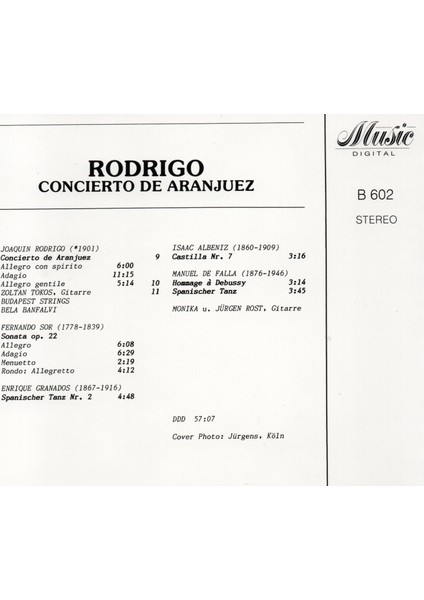 Music
DIGITAL
RODRIGO
CONCIERTO DE ARANJUEZ
B 602
STEREO
JOAQUIN RODRIGO (*1901)
Concierto de Aranjuez
Allegro con spirito 6:00
Adagio 11:15
Allegro gentile 5:14
ZOLTAN TOKOS, Gitarre
BUDAPEST STRINGS
BELA BANFALVI
FERNANDO SOR (1778-1839)
Sonata op. 22
Allegro 6:08
Adagio 6:29
Menuetto 2:19
Rondo: Allegretto 4:12
ENRIQUE GRANADOS (1867-1916)
Spanischer Tanz Nr. 2 4:48
ISAAC ALBENIZ (1860-1909)
9 Castilla Nr. 7 3:16
MANUEL DE FALLA (1876-1946)
10 Hommage à Debussy 3:14
11 Spanischer Tanz 3:45
MONIKA u. JÜRGEN ROST, Gitarre
DDD 57:07
Cover Photo: Jürgens, Köln